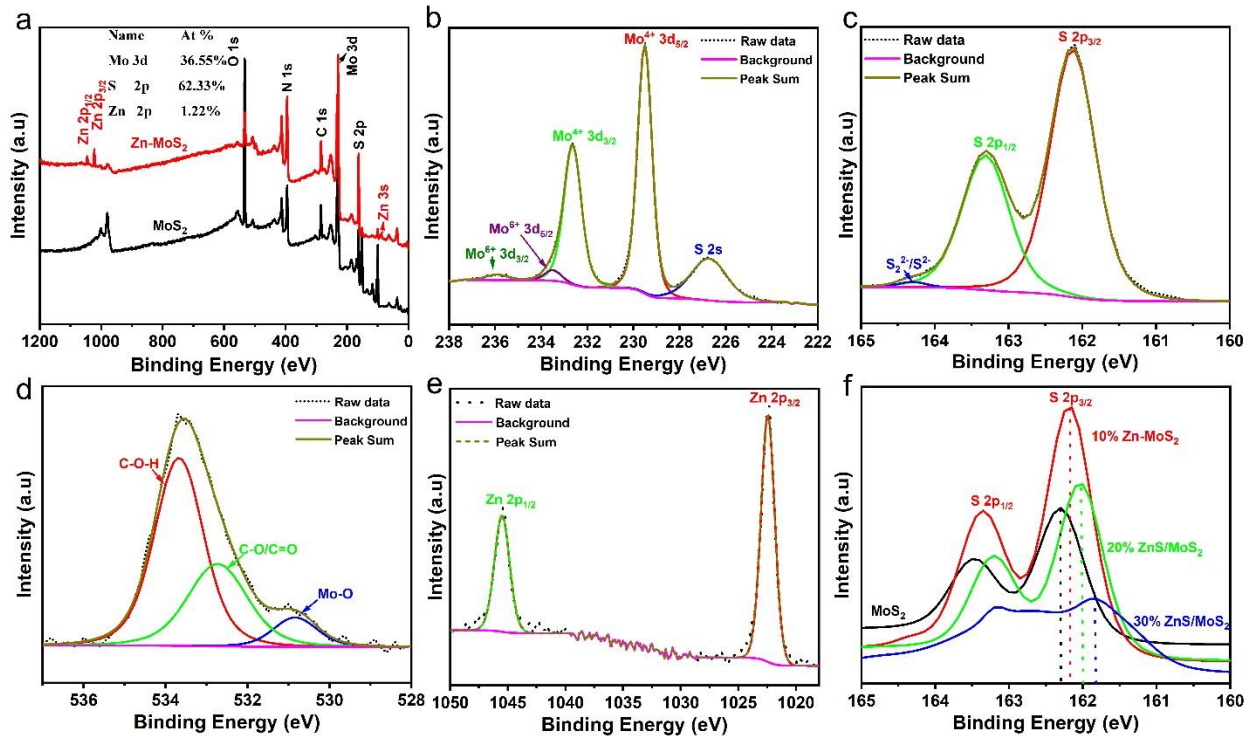 a
Name At %
Mo 3d 36.55%
S 2p 62.33%
Zn 2p 1.22%
Zn 2p1/2
Zn 2p3/2
O 1s
N 1s
C 1s
Mo 3d
S 2p
Zn 3s
Zn-MoS2
MoS2
Intensity (a.u)
1200 1000 800 600 400 200 0
Binding Energy (eV)
b
Mo4+ 3d5/2
Raw data
Background
Peak Sum
Mo4+ 3d3/2
Mo6+ 3d5/2
Mo6+ 3d3/2
S 2s
Intensity (a.u)
238 236 234 232 230 228 226 224 222
Binding Energy (eV)
c
S 2p3/2
Raw data
Background
Peak Sum
S 2p1/2
S2 2-/S2-
Intensity (a.u)
165 164 163 162 161 160
Binding Energy (eV)
d
Raw data
Background
Peak Sum
C-O-H
C-O/C=O
Mo-O
Intensity (a.u)
536 534 532 530 528
Binding Energy (eV)
e
Raw data
Background
Peak Sum
Zn 2p3/2
Zn 2p1/2
Intensity (a.u)
1050 1045 1040 1035 1030 1025 1020
Binding Energy (eV)
f
S 2p3/2
10% Zn-MoS2
S 2p1/2
20% ZnS/MoS2
MoS2
30% ZnS/MoS2
Intensity (a.u)
165 164 163 162 161 160
Binding Energy (eV)